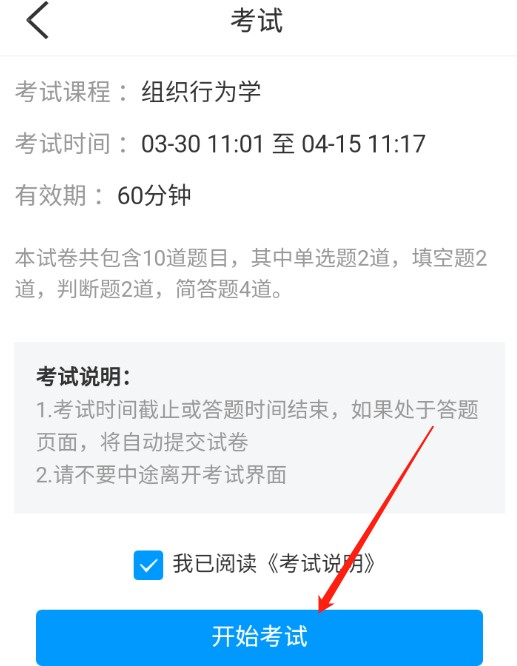 考试
考试课程：组织行为学
考试时间：03-30 11:01 至 04-15 11:17
有效期：60分钟
本试卷共包含10道题目，其中单选题2道，填空题2
道，判断题2道，简答题4道。
考试说明：
1.考试时间截止或答题时间结束，如果处于答题
页面，将自动提交试卷
2.请不要中途离开考试界面
我已阅读《考试说明》
开始考试